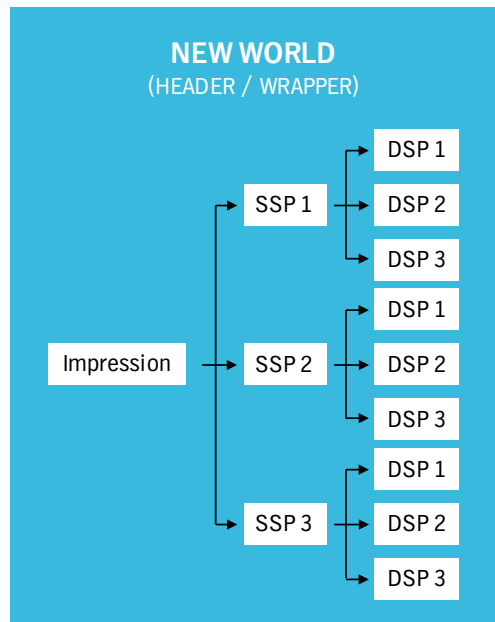 NEW WORLD
(HEADER / WRAPPER)
DSP 1
SSP 1
DSP 2
DSP 3
DSP 1
Impression
SSP 2
DSP 2
DSP 3
DSP 1
SSP 3
DSP 2
DSP 3